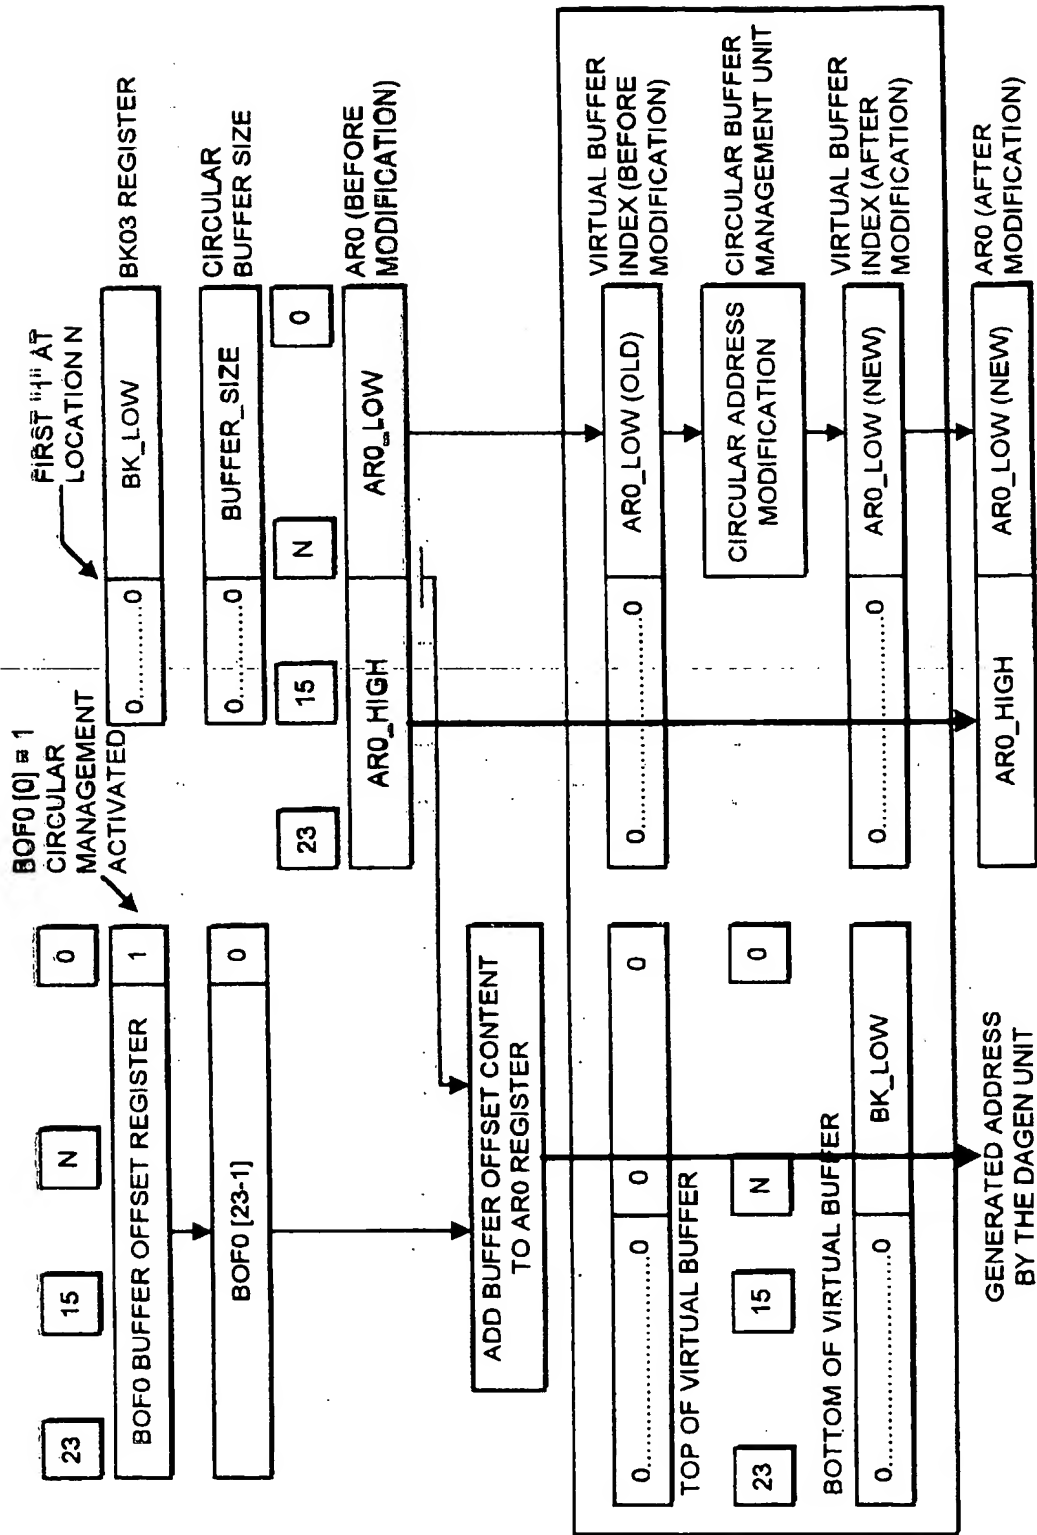 23
15
N
0
BOF0 [0] = 1
CIRCULAR
MANAGEMENT
ACTIVATED
FIRST "1" AT
LOCATION N
BOF0 BUFFER OFFSET REGISTER
1
0............0
BK_LOW
BK03 REGISTER
BOF0 [23-1]
0
0............0
BUFFER_SIZE
CIRCULAR
BUFFER SIZE
23
15
N
0
AR0_HIGH
AR0_LOW
AR0 (BEFORE
MODIFICATION)
ADD BUFFER OFFSET CONTENT
TO AR0 REGISTER
0........................0
0
0
TOP OF VIRTUAL BUFFER
0........................0
AR0_LOW (OLD)
VIRTUAL BUFFER
INDEX (BEFORE
MODIFICATION)
23
15
N
0
CIRCULAR ADDRESS
MODIFICATION
CIRCULAR BUFFER
MANAGEMENT UNIT
BOTTOM OF VIRTUAL BUFFER
0........................0
BK_LOW
0........................0
AR0_LOW (NEW)
VIRTUAL BUFFER
INDEX (AFTER
MODIFICATION)
GENERATED ADDRESS
BY THE DAGEN UNIT
AR0_HIGH
AR0_LOW (NEW)
AR0 (AFTER
MODIFICATION)